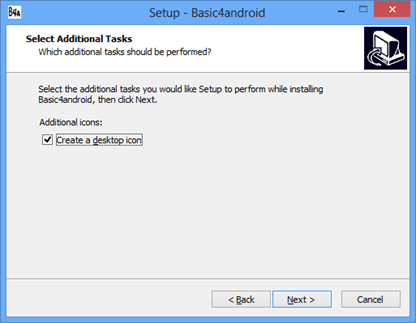 B4A Setup - Basic4android
Select Additional Tasks
Which additional tasks should be performed?
Select the additional tasks you would like Setup to perform while installing
Basic4android, then click Next.
Additional icons:
Create a desktop icon
< Back Next > Cancel